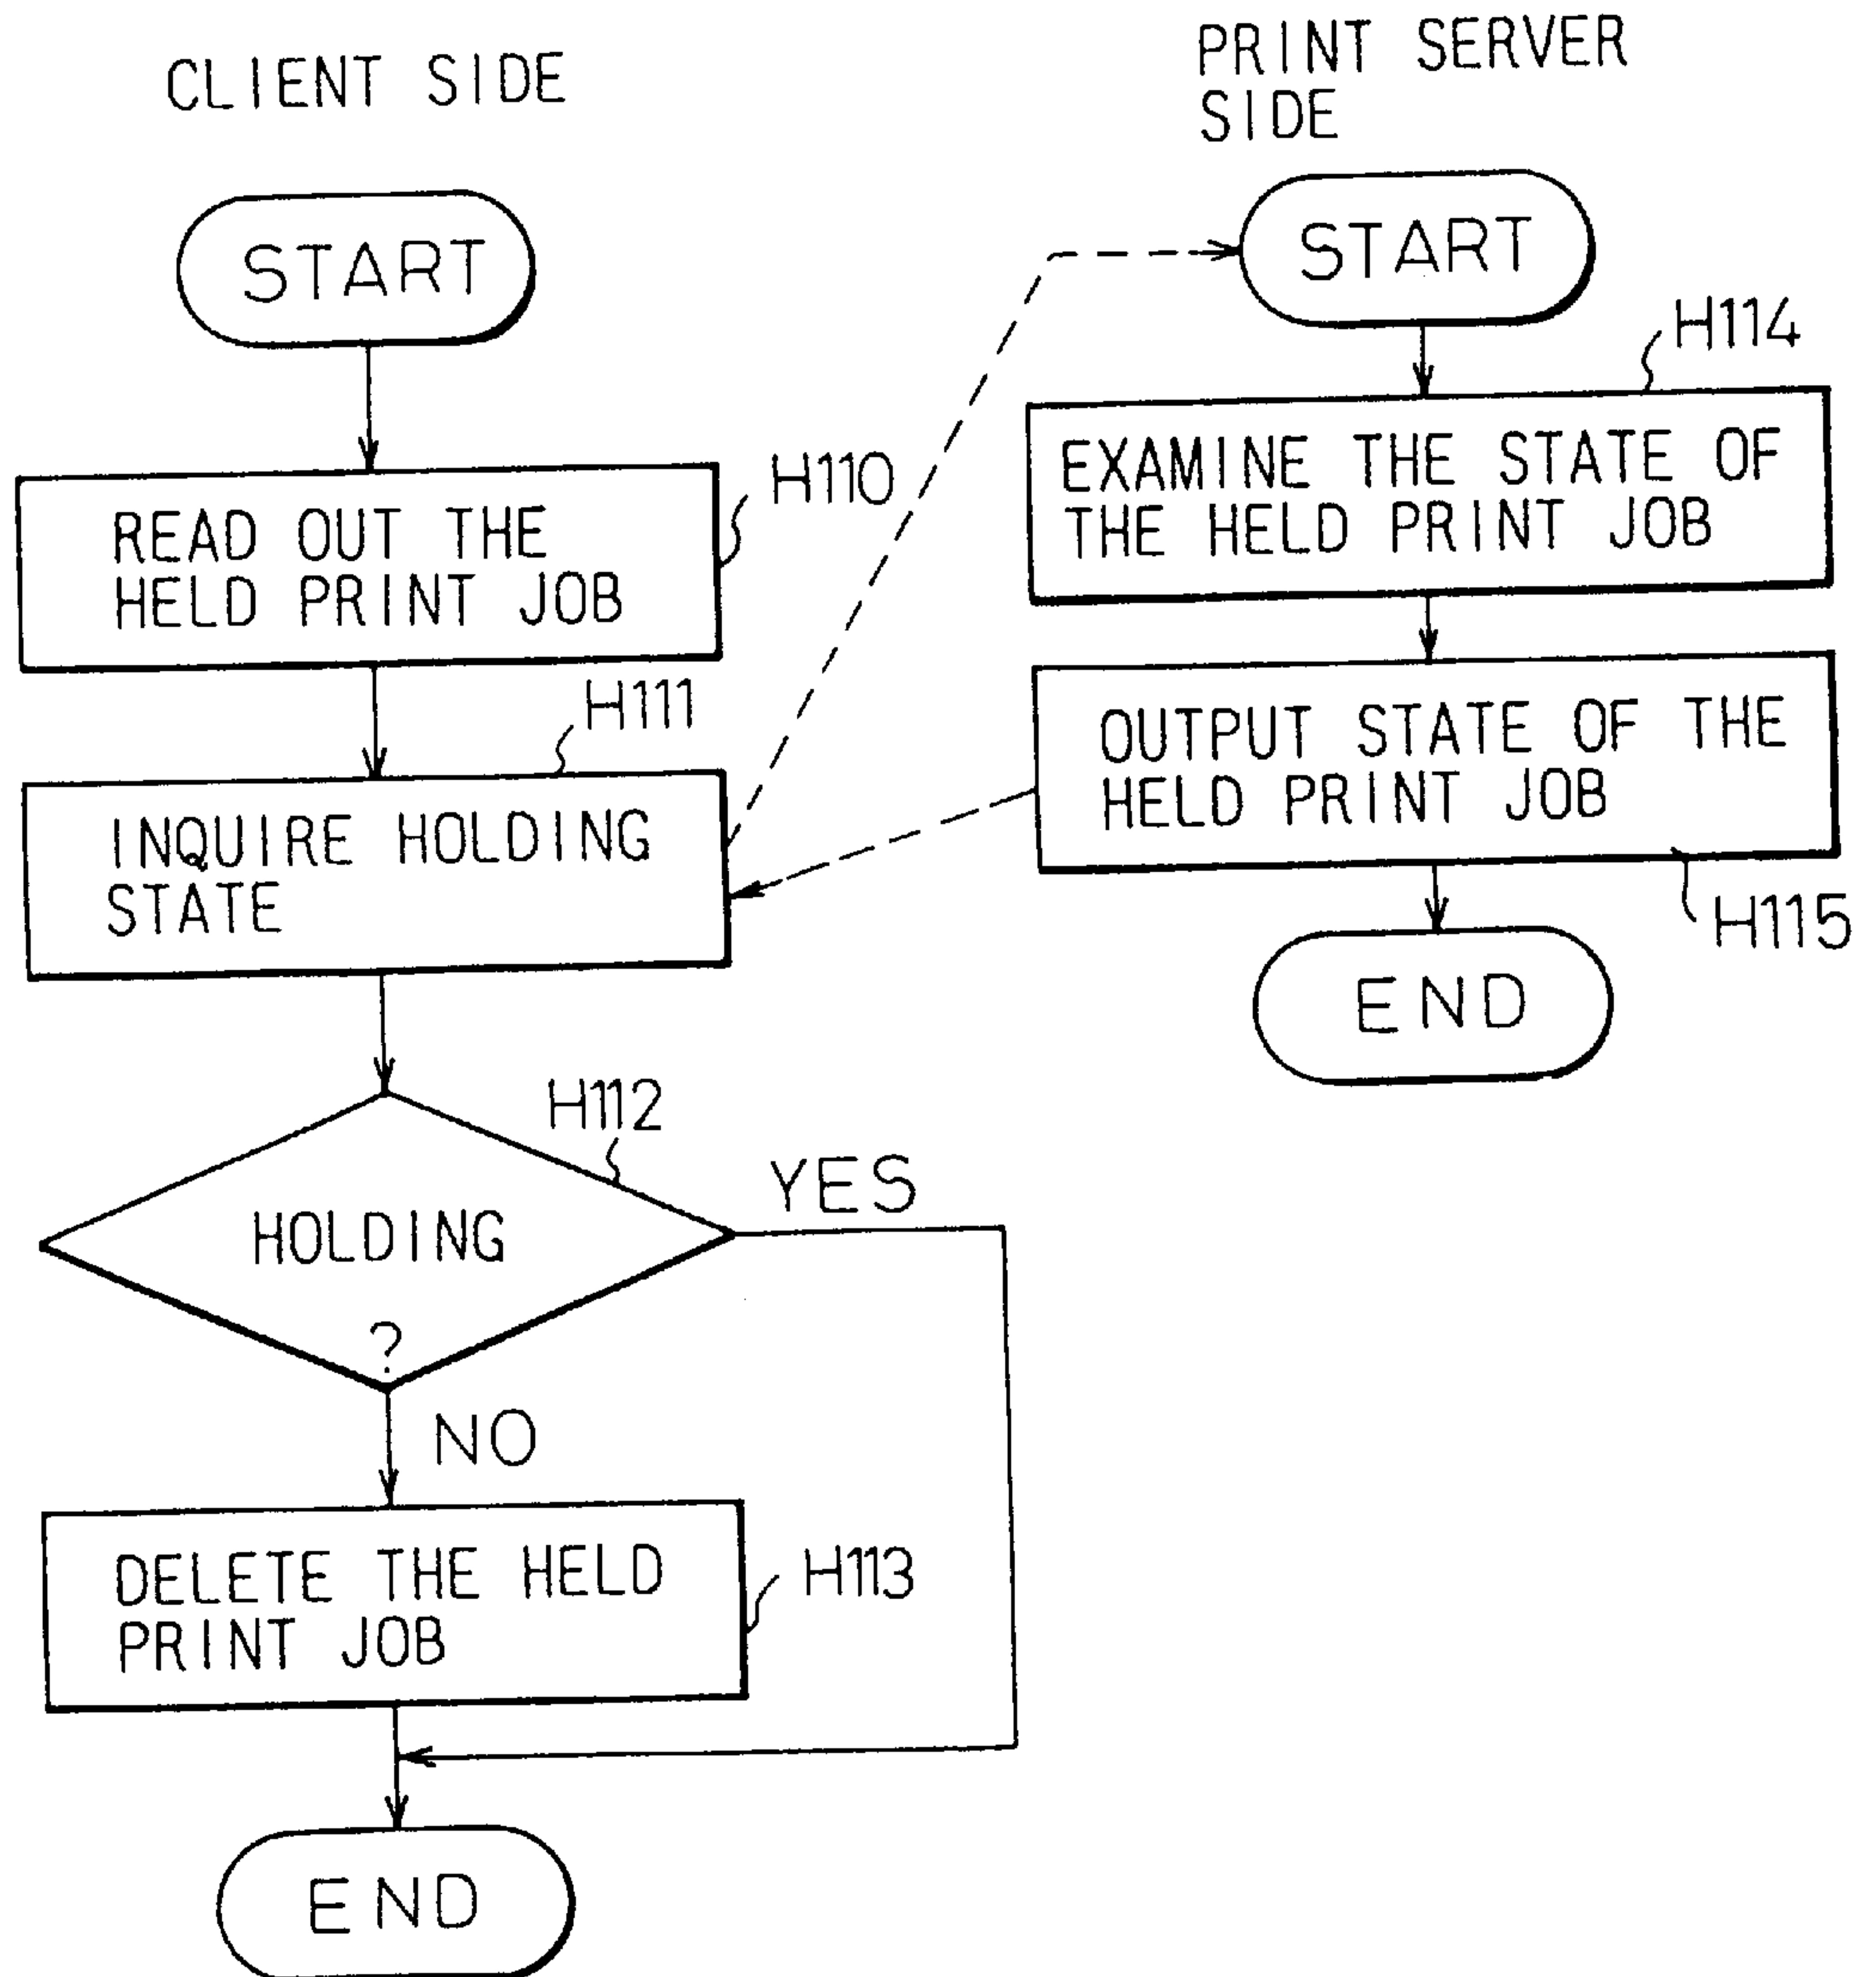 CLIENT SIDE
START
H110
READ OUT THE
HELD PRINT JOB
H111
INQUIRE HOLDING
STATE
H112
HOLDING
?
YES
NO
DELETE THE HELD
PRINT JOB
H113
END
PRINT SERVER
SIDE
START
H114
EXAMINE THE STATE OF
THE HELD PRINT JOB
OUTPUT STATE OF THE
HELD PRINT JOB
H115
END